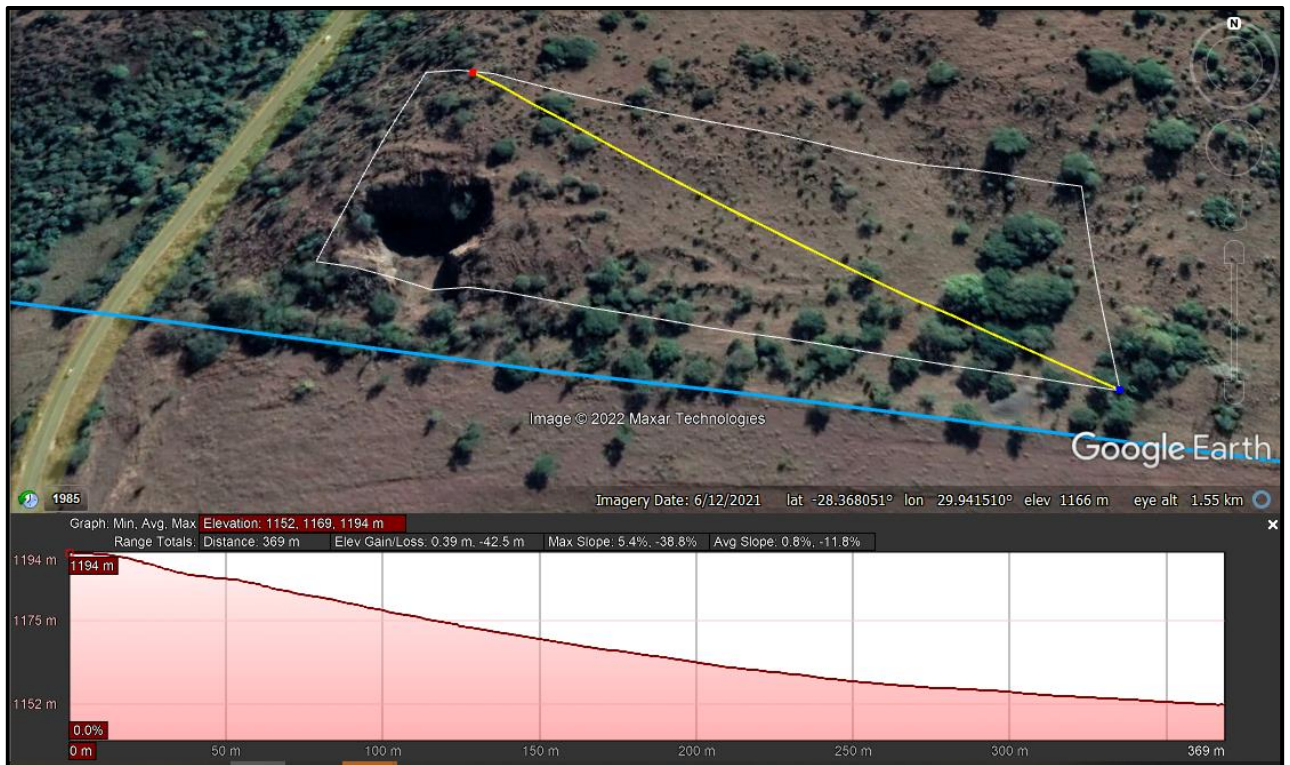 N
Image © 2022 Maxar Technologies
Google Earth
1985
Imagery Date: 6/12/2021 lat -28.368051° lon 29.941510° elev 1166 m eye alt 1.55 km
Graph: Min, Avg, Max Elevation: 1152, 1169, 1194 m
Range Totals: Distance: 369 m Elev Gain/Loss: 0.39 m, -42.5 m Max Slope: 5.4%, -38.8% Avg Slope: 0.8%, -11.8%
1194 m
1194 m
1175 m
1152 m
0.0%
0 m 50 m 100 m 150 m 200 m 250 m 300 m 369 m